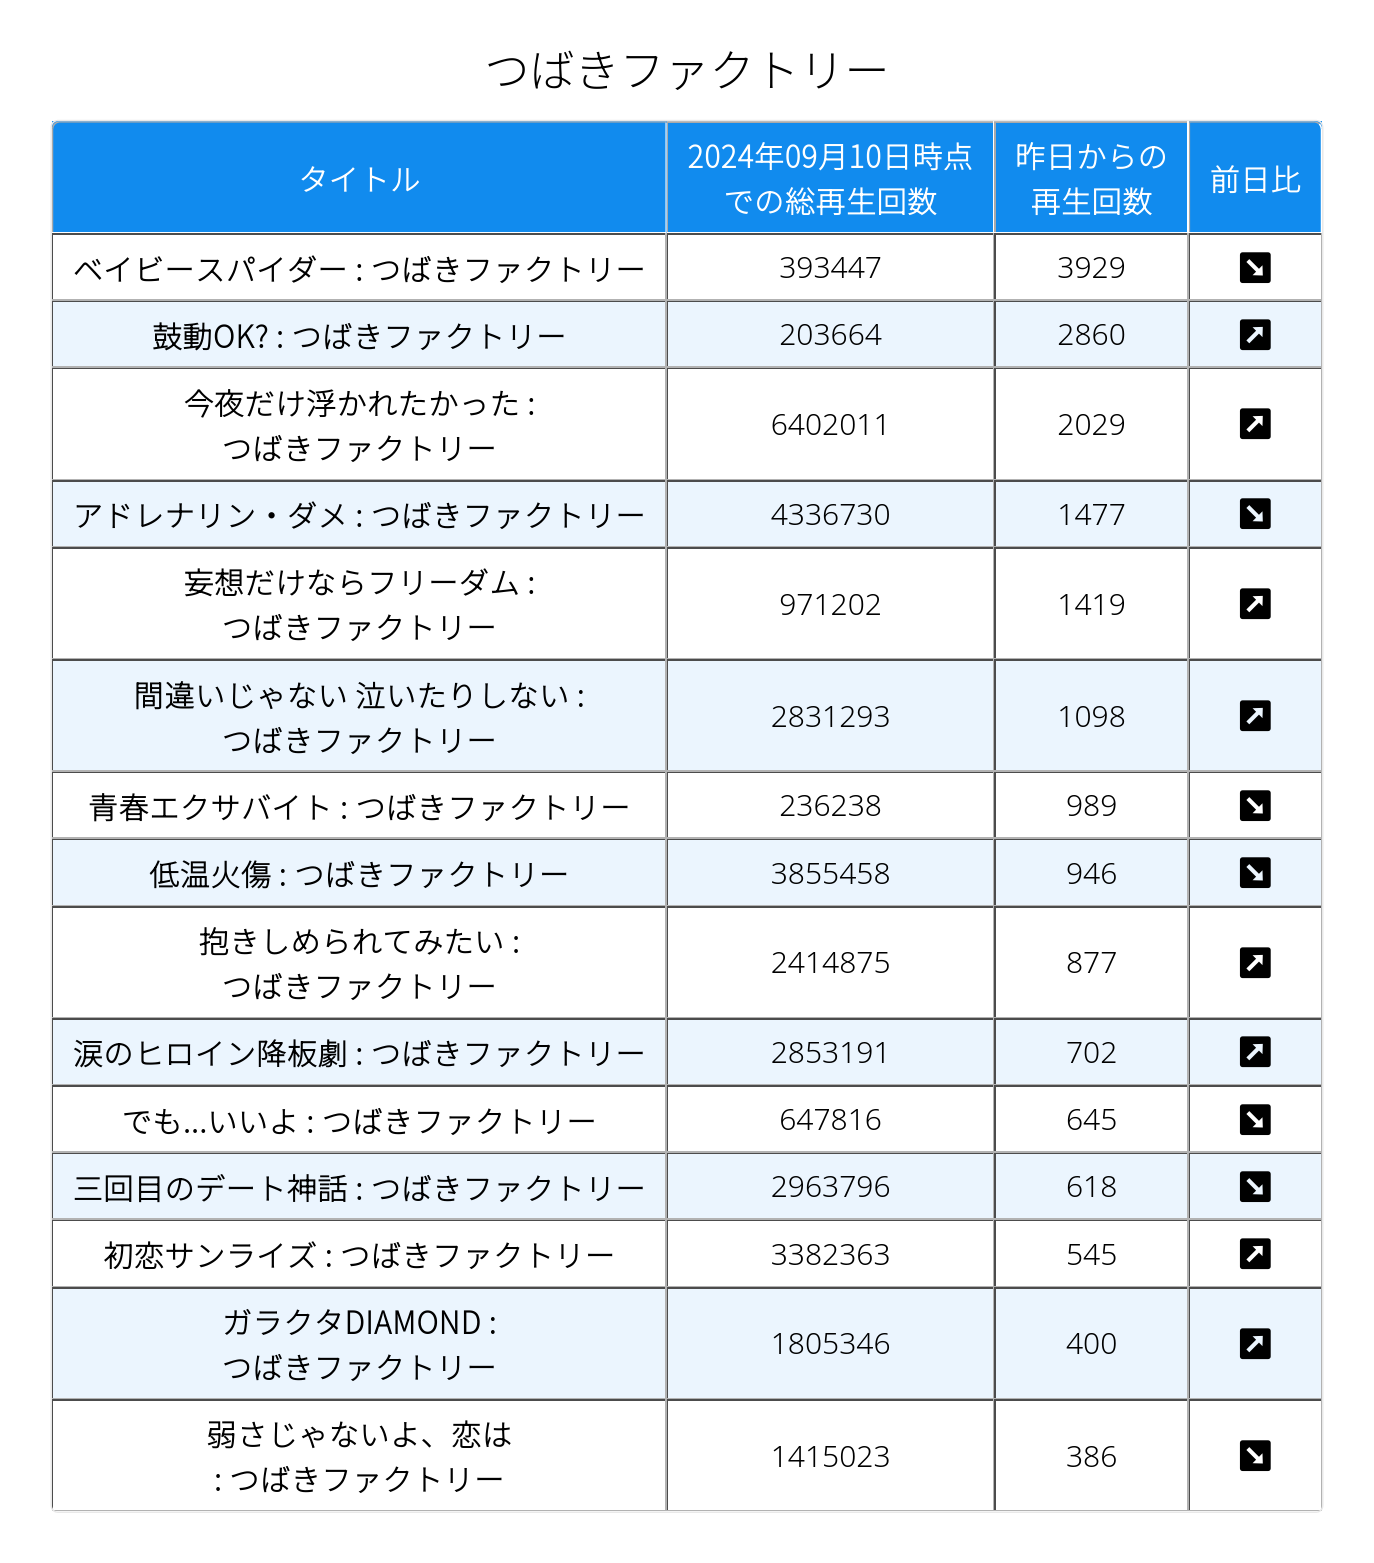 つばきファクトリー
タイトル
2024年09月10日時点
での総再生回数
昨日からの
再生回数
前日比
ベイビースパイダー : つばきファクトリー
393447
3929
↘
鼓動OK? : つばきファクトリー
203664
2860
↗
今夜だけ浮かれたかった :
つばきファクトリー
6402011
2029
↗
アドレナリン・ダメ : つばきファクトリー
4336730
1477
↘
妄想だけならフリーダム :
つばきファクトリー
971202
1419
↗
間違いじゃない 泣いたりしない :
つばきファクトリー
2831293
1098
↗
青春エクサバイト : つばきファクトリー
236238
989
↘
低温火傷 : つばきファクトリー
3855458
946
↘
抱きしめられてみたい :
つばきファクトリー
2414875
877
↗
涙のヒロイン降板劇 : つばきファクトリー
2853191
702
↗
でも...いいよ : つばきファクトリー
647816
645
↘
三回目のデート神話 : つばきファクトリー
2963796
618
↘
初恋サンライズ : つばきファクトリー
3382363
545
↗
ガラクタDIAMOND :
つばきファクトリー
1805346
400
↗
弱さじゃないよ、恋は
: つばきファクトリー
1415023
386
↘